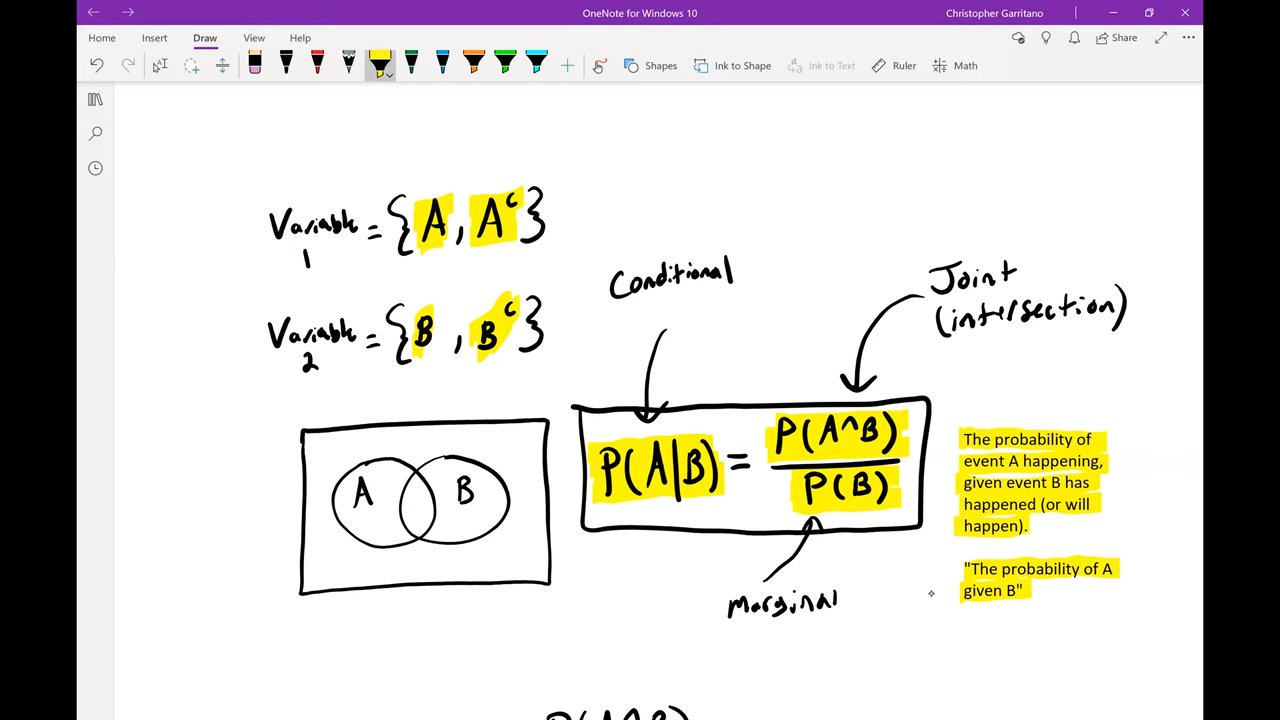 OneNote for Windows 10
Christopher Garritano
Home Insert Draw View Help
Share
Shapes Ink to Shape Ink to Text Ruler Math
Variable 1 = {A, Aᶜ}
Conditional
Joint
(intersection)
Variable 2 = {B, Bᶜ}
A B
P(A|B) = P(A^B)
P(B)
The probability of
event A happening,
given event B has
happened (or will
happen).
"The probability of A
given B"
marginal
P(A^B)